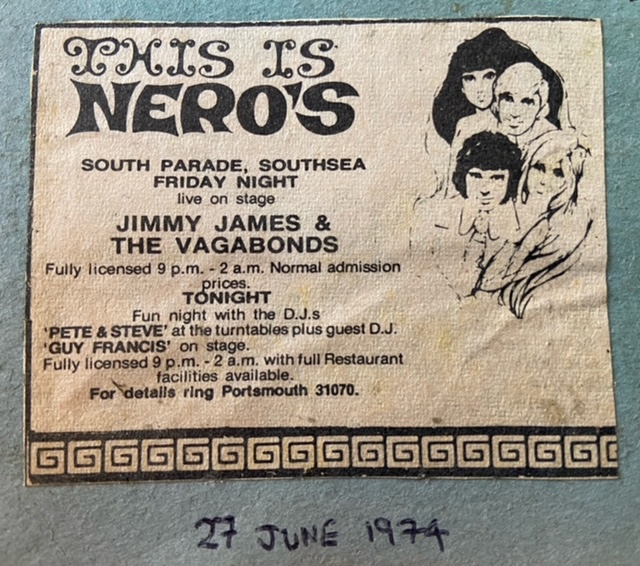 THIS IS
NERO'S
SOUTH PARADE, SOUTHSEA
FRIDAY NIGHT
live on stage
JIMMY JAMES &
THE VAGABONDS
Fully licensed 9 p.m. - 2 a.m. Normal admission
prices.
TONIGHT
Fun night with the D.J.s
'PETE & STEVE' at the turntables plus guest D.J.
'GUY FRANCIS' on stage.
Fully licensed 9 p.m. - 2 a.m. with full Restaurant
facilities available.
For details ring Portsmouth 31070.
27 JUNE 1974